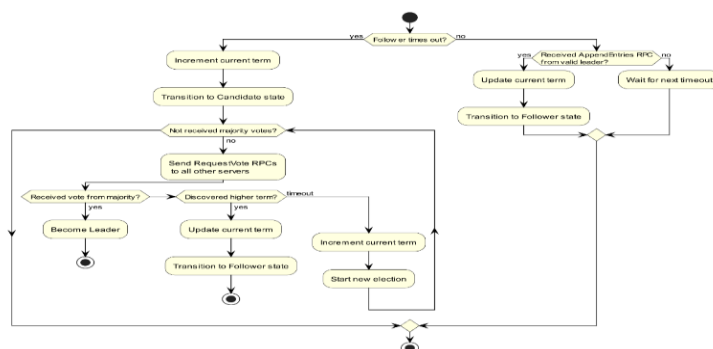 Follower times out?
yes
no
Increment current term
Transition to Candidate state
Not received majority votes?
no
Send RequestVote RPCs
to all other servers
Received vote from majority?
yes
Become Leader
Discovered higher term?
yes
timeout
Update current term
Transition to Follower state
Increment current term
Start new election
Received AppendEntries RPC
from valid leader?
yes
no
Update current term
Transition to Follower state
Wait for next timeout